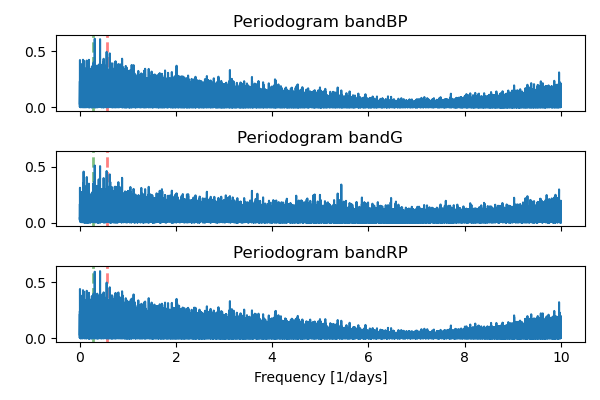 Periodogram bandBP
0.5
0.0
Periodogram bandG
0.5
0.0
Periodogram bandRP
0.5
0.0
0 2 4 6 8 10
Frequency [1/days]